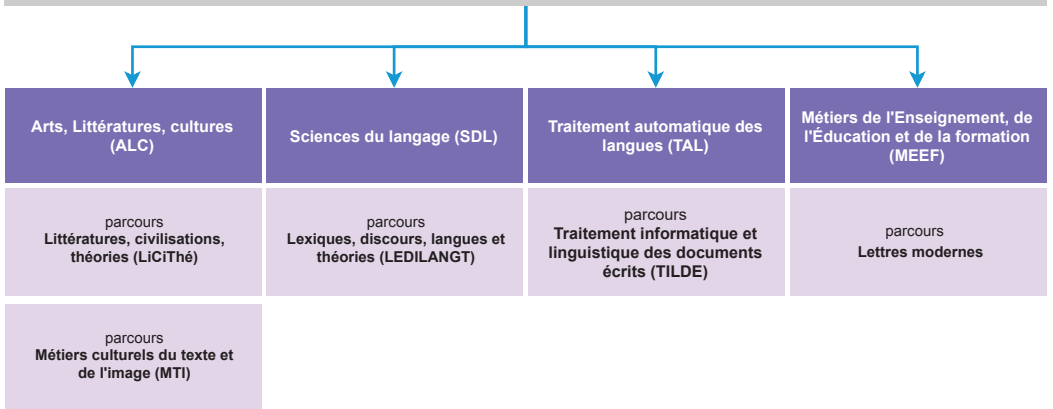 Arts, Littératures, cultures
(ALC)
Sciences du langage (SDL)
Traitement automatique des
langues (TAL)
Métiers de l'Enseignement, de
l'Éducation et de la formation
(MEEF)
parcours
Littératures, civilisations,
théories (LiCiThé)
parcours
Lexiques, discours, langues et
théories (LEDILANGT)
parcours
Traitement informatique et
linguistique des documents
écrits (TILDE)
parcours
Lettres modernes
parcours
Métiers culturels du texte et
de l'image (MTI)